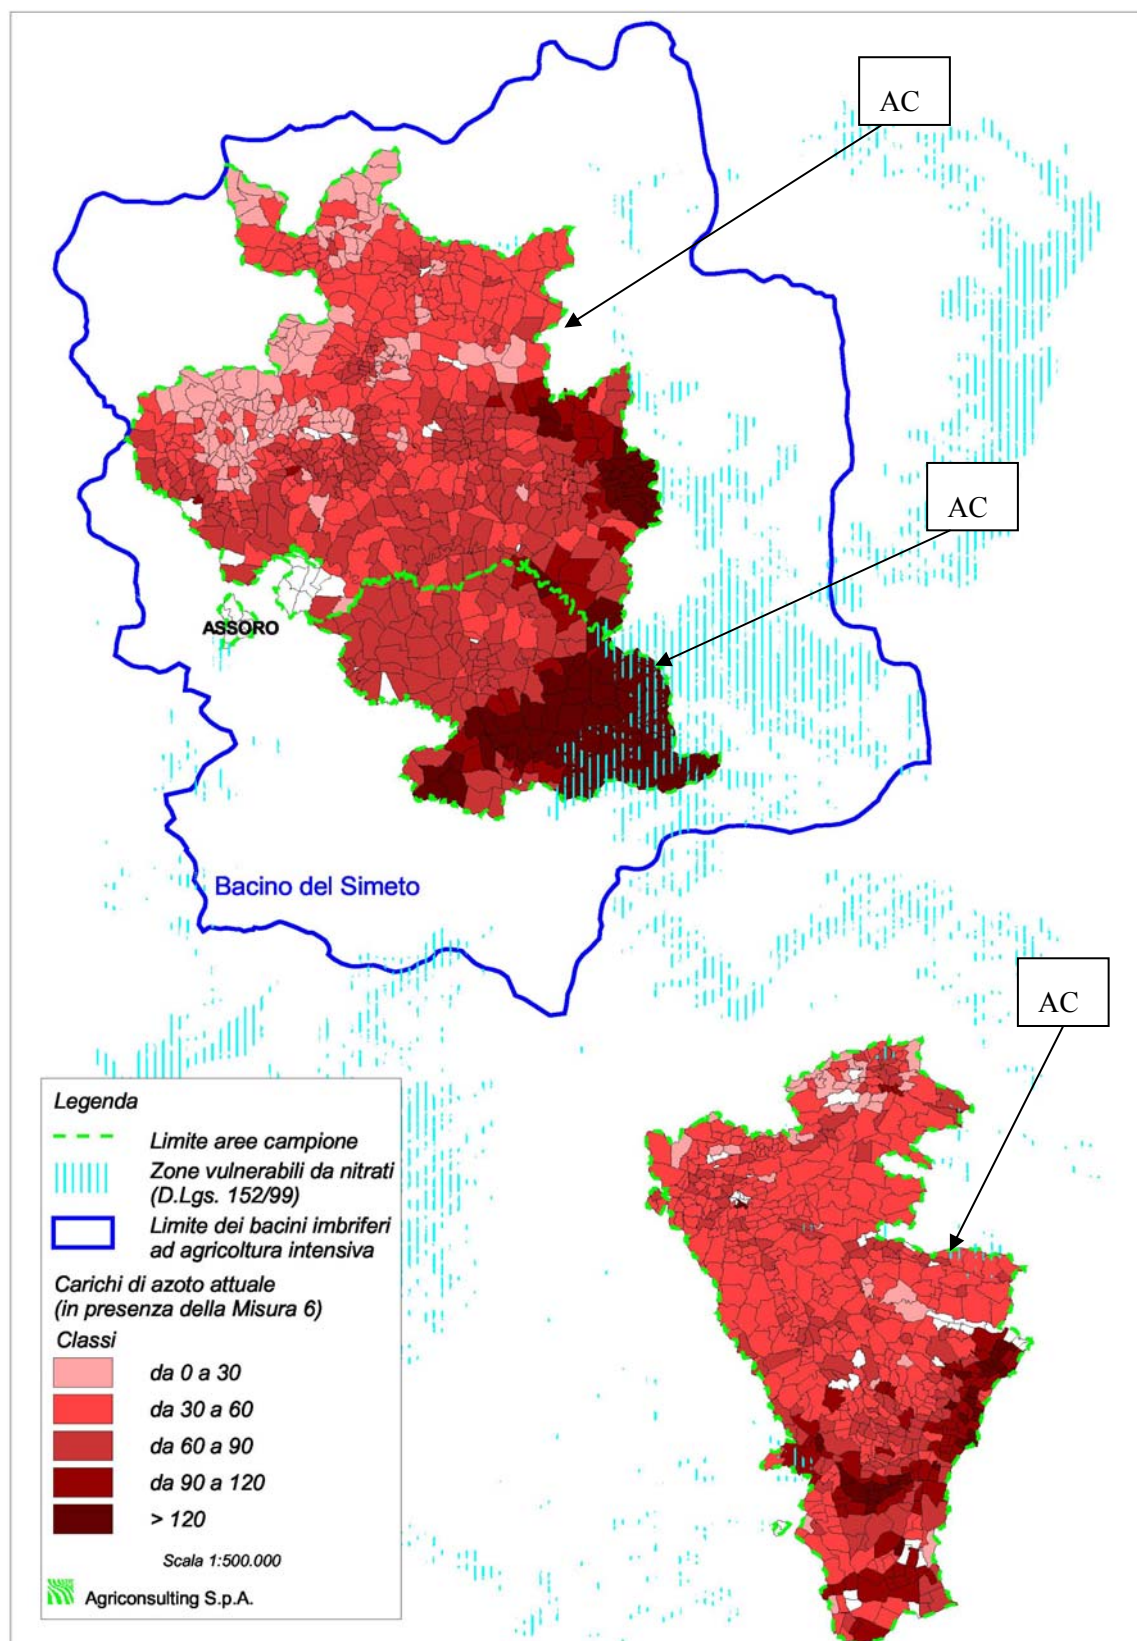 AC
AC
ASSORO
Bacino del Simeto
AC
Legenda
Limite aree campione
Zone vulnerabili da nitrati
(D.Lgs. 152/99)
Limite dei bacini imbriferi
ad agricoltura intensiva
Carichi di azoto attuale
(in presenza della Misura 6)
Classi
da 0 a 30
da 30 a 60
da 60 a 90
da 90 a 120
> 120
Scala 1:500.000
Agriconsulting S.p.A.